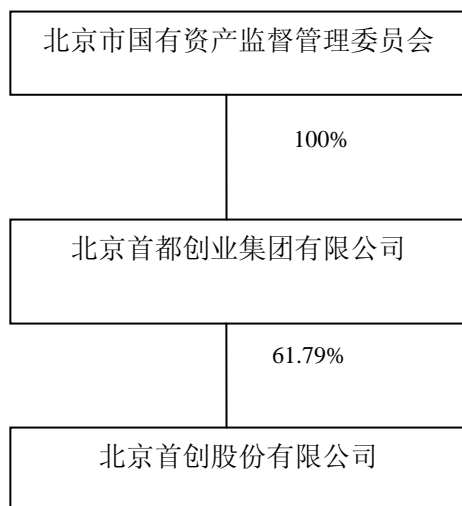 北京市国有资产监督管理委员会
100%
北京首都创业集团有限公司
61.79%
北京首创股份有限公司